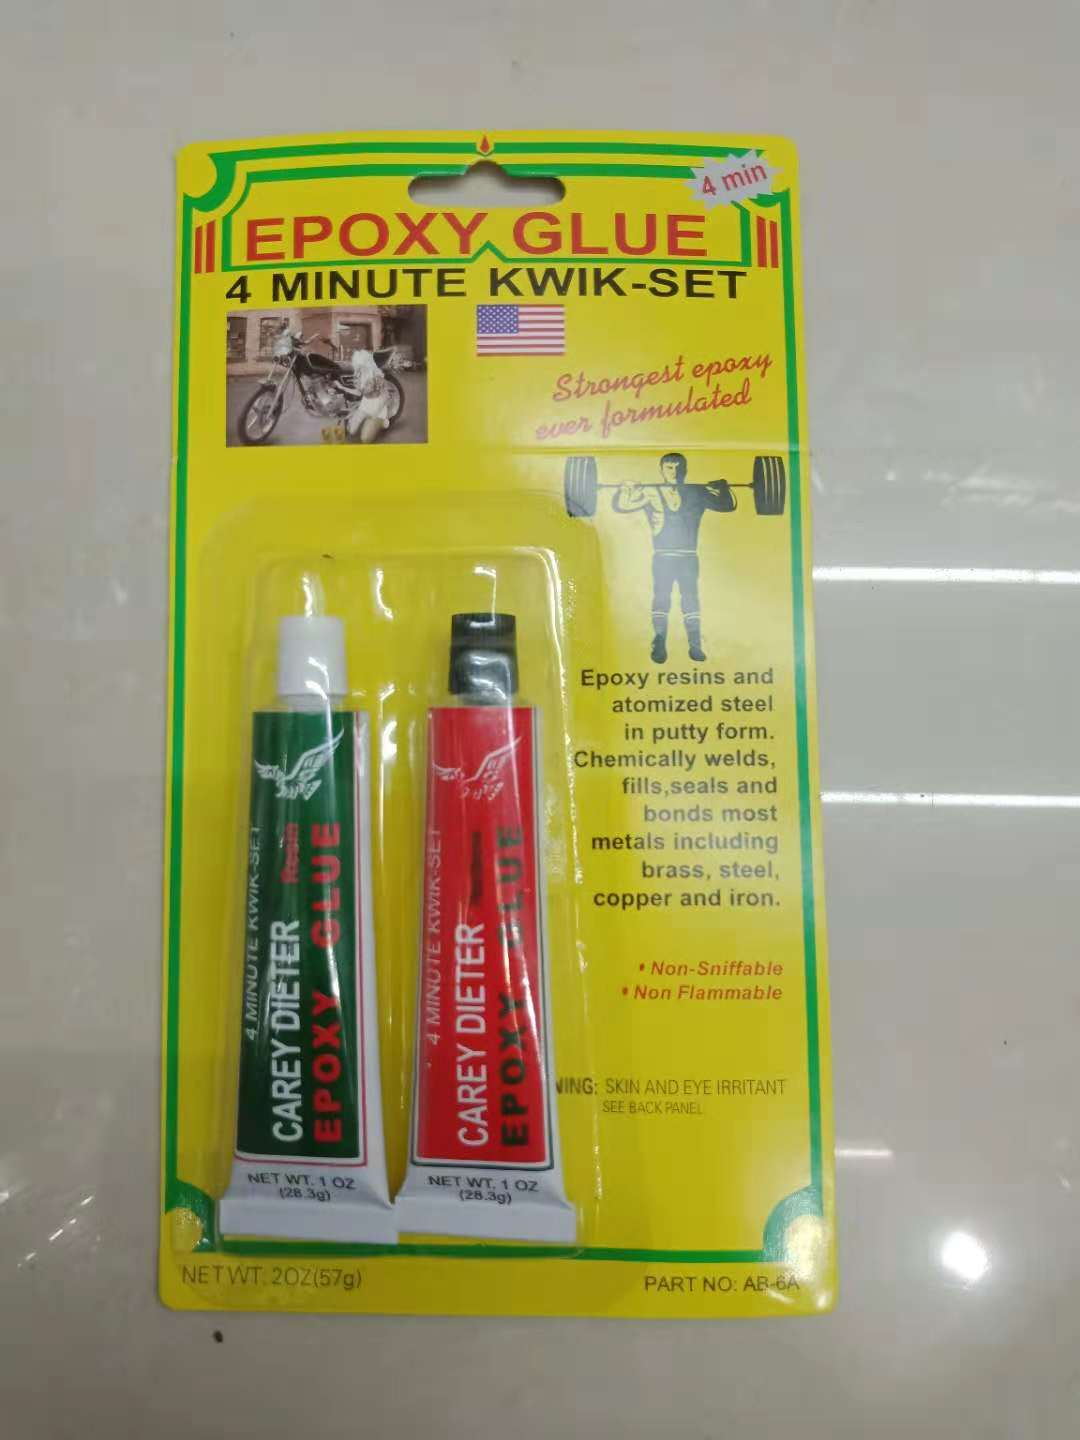 4 min
EPOXY GLUE
4 MINUTE KWIK-SET
Strongest epoxy
ever formulated
Epoxy resins and
atomized steel
in putty form.
Chemically welds,
fills,seals and
bonds most
metals including
brass, steel,
copper and iron.
• Non-Sniffable
• Non Flammable
SKIN AND EYE IRRITANT
SEE BACK PANEL
4 MINUTE KWIK-SET
CAREY DIETER
Resin
EPOXY GLUE
NET WT. 1 OZ
(28.3g)
4 MINUTE KWIK-SET
CAREY DIETER
EPOXY GLUE
NET WT. 1 OZ
(28.3g)
NET WT. 2OZ(57g)
PART NO: AB-6A